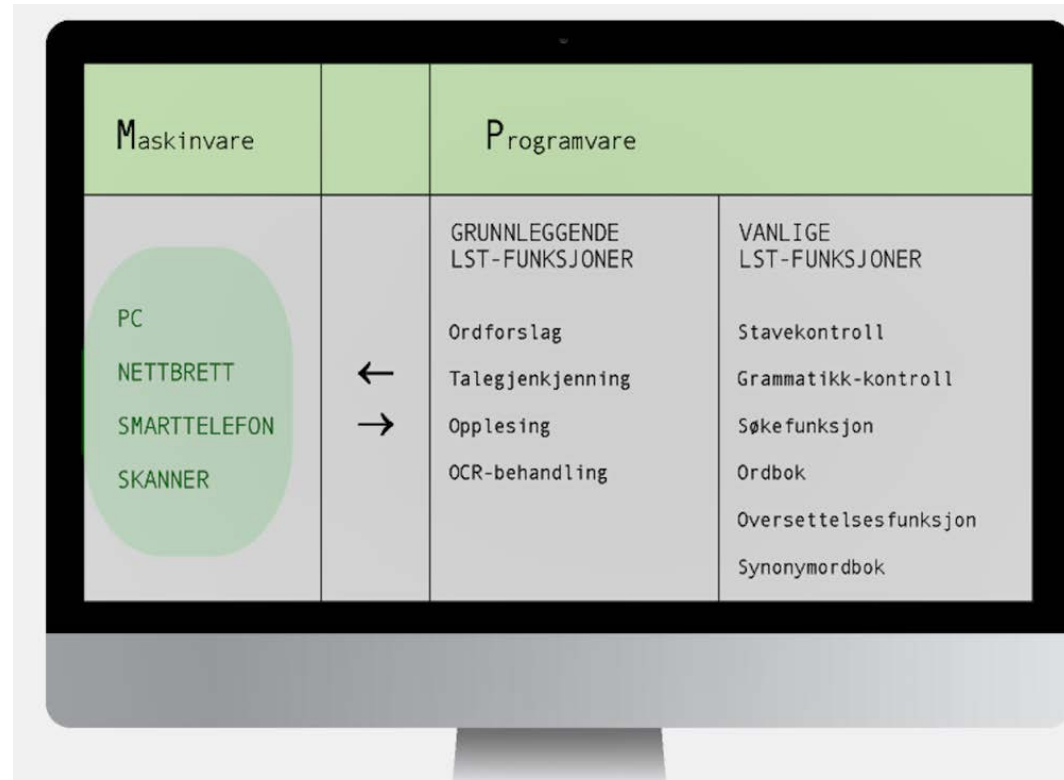 Maskinvare
Programvare
PC
NETTBRETT
SMARTTELEFON
SKANNER
←
→
GRUNNLEGGENDE
LST-FUNKSJONER
Ordforslag
Talegjenkjenning
Opplesing
OCR-behandling
VANLIGE
LST-FUNKSJONER
Stavekontroll
Grammatikk-kontroll
Søkefunksjon
Ordbok
Oversettelsesfunksjon
Synonymordbok